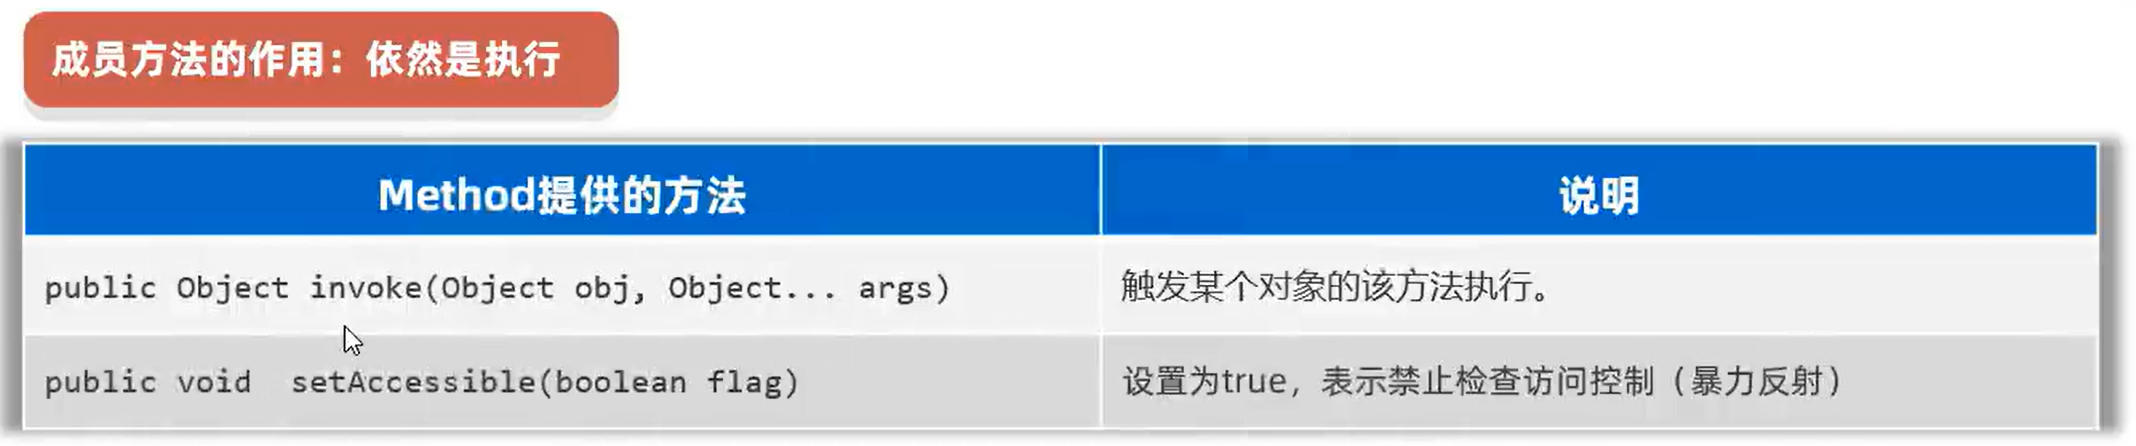 成员方法的作用：依然是执行
Method提供的方法 说明
public Object invoke(Object obj, Object... args) 触发某个对象的该方法执行。
public void  setAccessible(boolean flag) 设置为true，表示禁止检查访问控制（暴力反射）